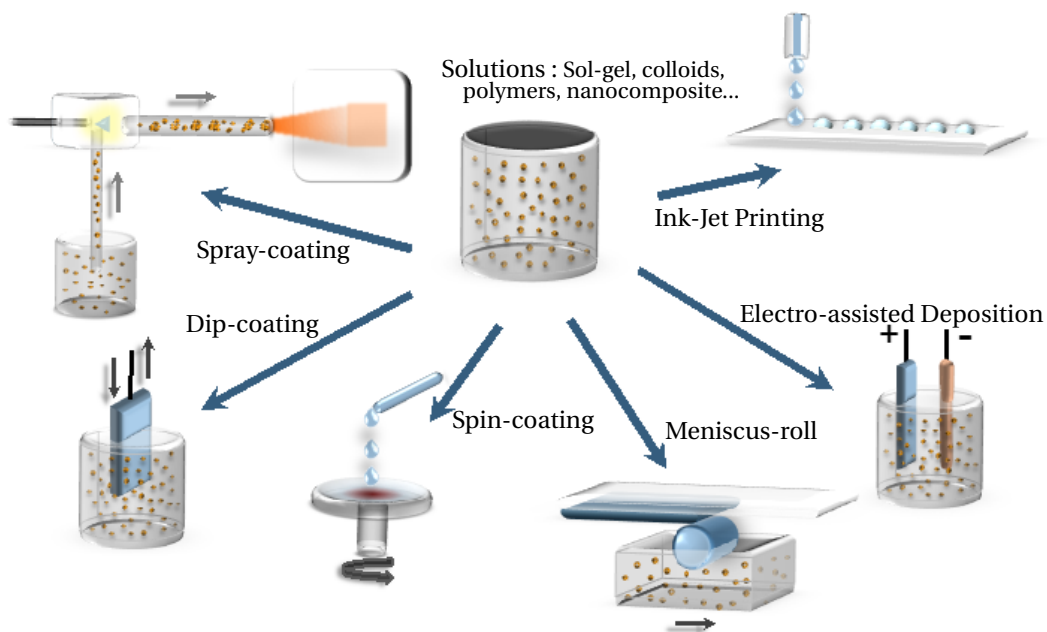 Solutions : Sol-gel, colloids,
polymers, nanocomposite...
Ink-Jet Printing
Spray-coating
Electro-assisted Deposition
+ -
Dip-coating
Spin-coating
Meniscus-roll